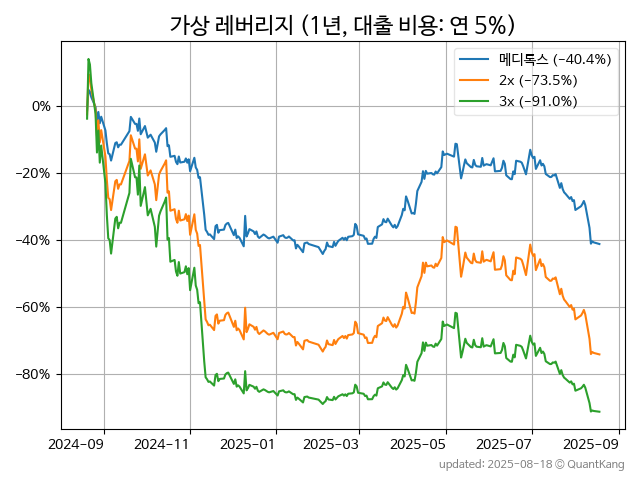 가상 레버리지 (1년, 대출 비용: 연 5%)
메디톡스 (−40.4%)
2x (−73.5%)
3x (−91.0%)
0%
−20%
−40%
−60%
−80%
2024-09 2024-11 2025-01 2025-03 2025-05 2025-07 2025-09
updated: 2025-08-18 © QuantKang